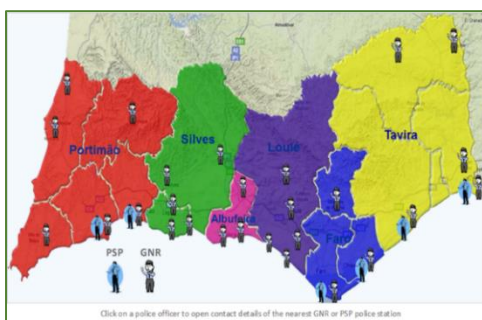 Silves
Loulé
Tavira
Portimão
Albufeira
Faro
PSP
GNR
Click on a police officer to open contact details of the nearest GNR or PSP police station